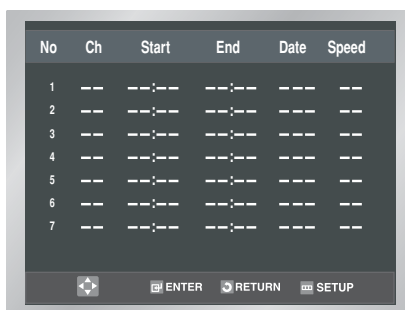 No Ch Start End Date Speed
1 –– ––:–– ––:–– ––– ––
2 –– ––:–– ––:–– ––– ––
3 –– ––:–– ––:–– ––– ––
4 –– ––:–– ––:–– ––– ––
5 –– ––:–– ––:–– ––– ––
6 –– ––:–– ––:–– ––– ––
7 –– ––:–– ––:–– ––– ––
ENTER RETURN SETUP